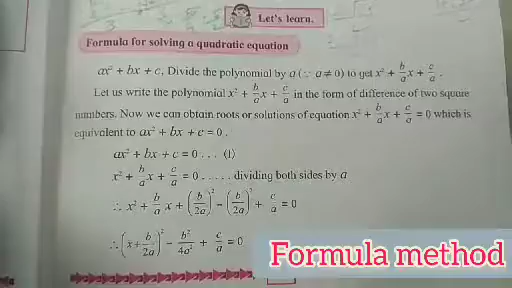 Let's learn.
Formula for solving a quadratic equation
ax² + bx + c, Divide the polynomial by a (∵ a ≠ 0) to get x² + b/a x + c/a .
Let us write the polynomial x² + b/a x + c/a in the form of difference of two square
numbers. Now we can obtain roots or solutions of equation x² + b/a x + c/a = 0 which is
equivalent to ax² + bx + c = 0 .
ax² + bx + c = 0 . . . (I)
x² + b/a x + c/a = 0 . . . . . dividing both sides by a
∴ x² + b/a x + (b/2a)² − (b/2a)² + c/a = 0
∴ (x + b/2a)² − b²/4a² + c/a = 0
Formula method